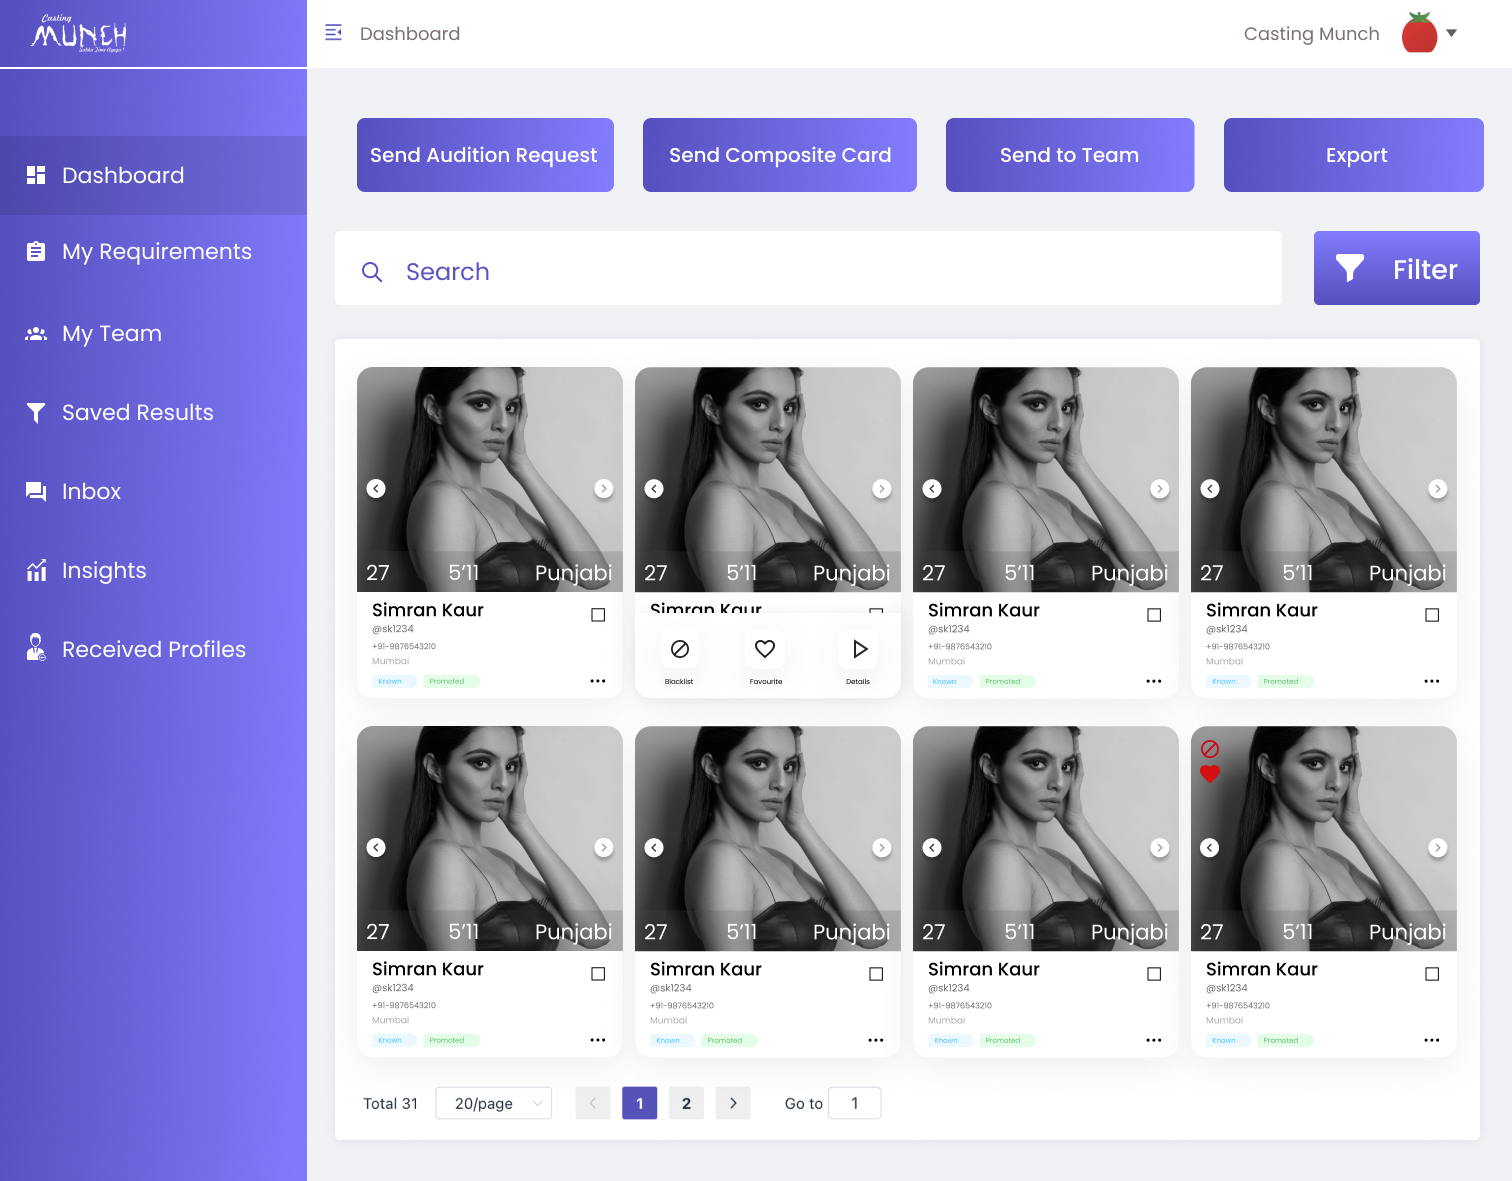 Casting
MUNCH
Dashboard
Casting Munch
Dashboard
My Requirements
My Team
Saved Results
Inbox
Insights
Received Profiles
Send Audition Request
Send Composite Card
Send to Team
Export
Search
Filter
27 5'11 Punjabi
Simran Kaur
@sk1234
+91-9876543210
Mumbai
Known Promoted
27 5'11 Punjabi
Simran Kaur
Blacklist Favourite Details
27 5'11 Punjabi
Simran Kaur
@sk1234
+91-9876543210
Mumbai
Known Promoted
27 5'11 Punjabi
Simran Kaur
@sk1234
+91-9876543210
Mumbai
Known Promoted
27 5'11 Punjabi
Simran Kaur
@sk1234
+91-9876543210
Mumbai
Known Promoted
27 5'11 Punjabi
Simran Kaur
@sk1234
+91-9876543210
Mumbai
Known Promoted
27 5'11 Punjabi
Simran Kaur
@sk1234
+91-9876543210
Mumbai
Known Promoted
27 5'11 Punjabi
Simran Kaur
@sk1234
+91-9876543210
Mumbai
Known Promoted
Total 31 20/page 1 2 Go to 1